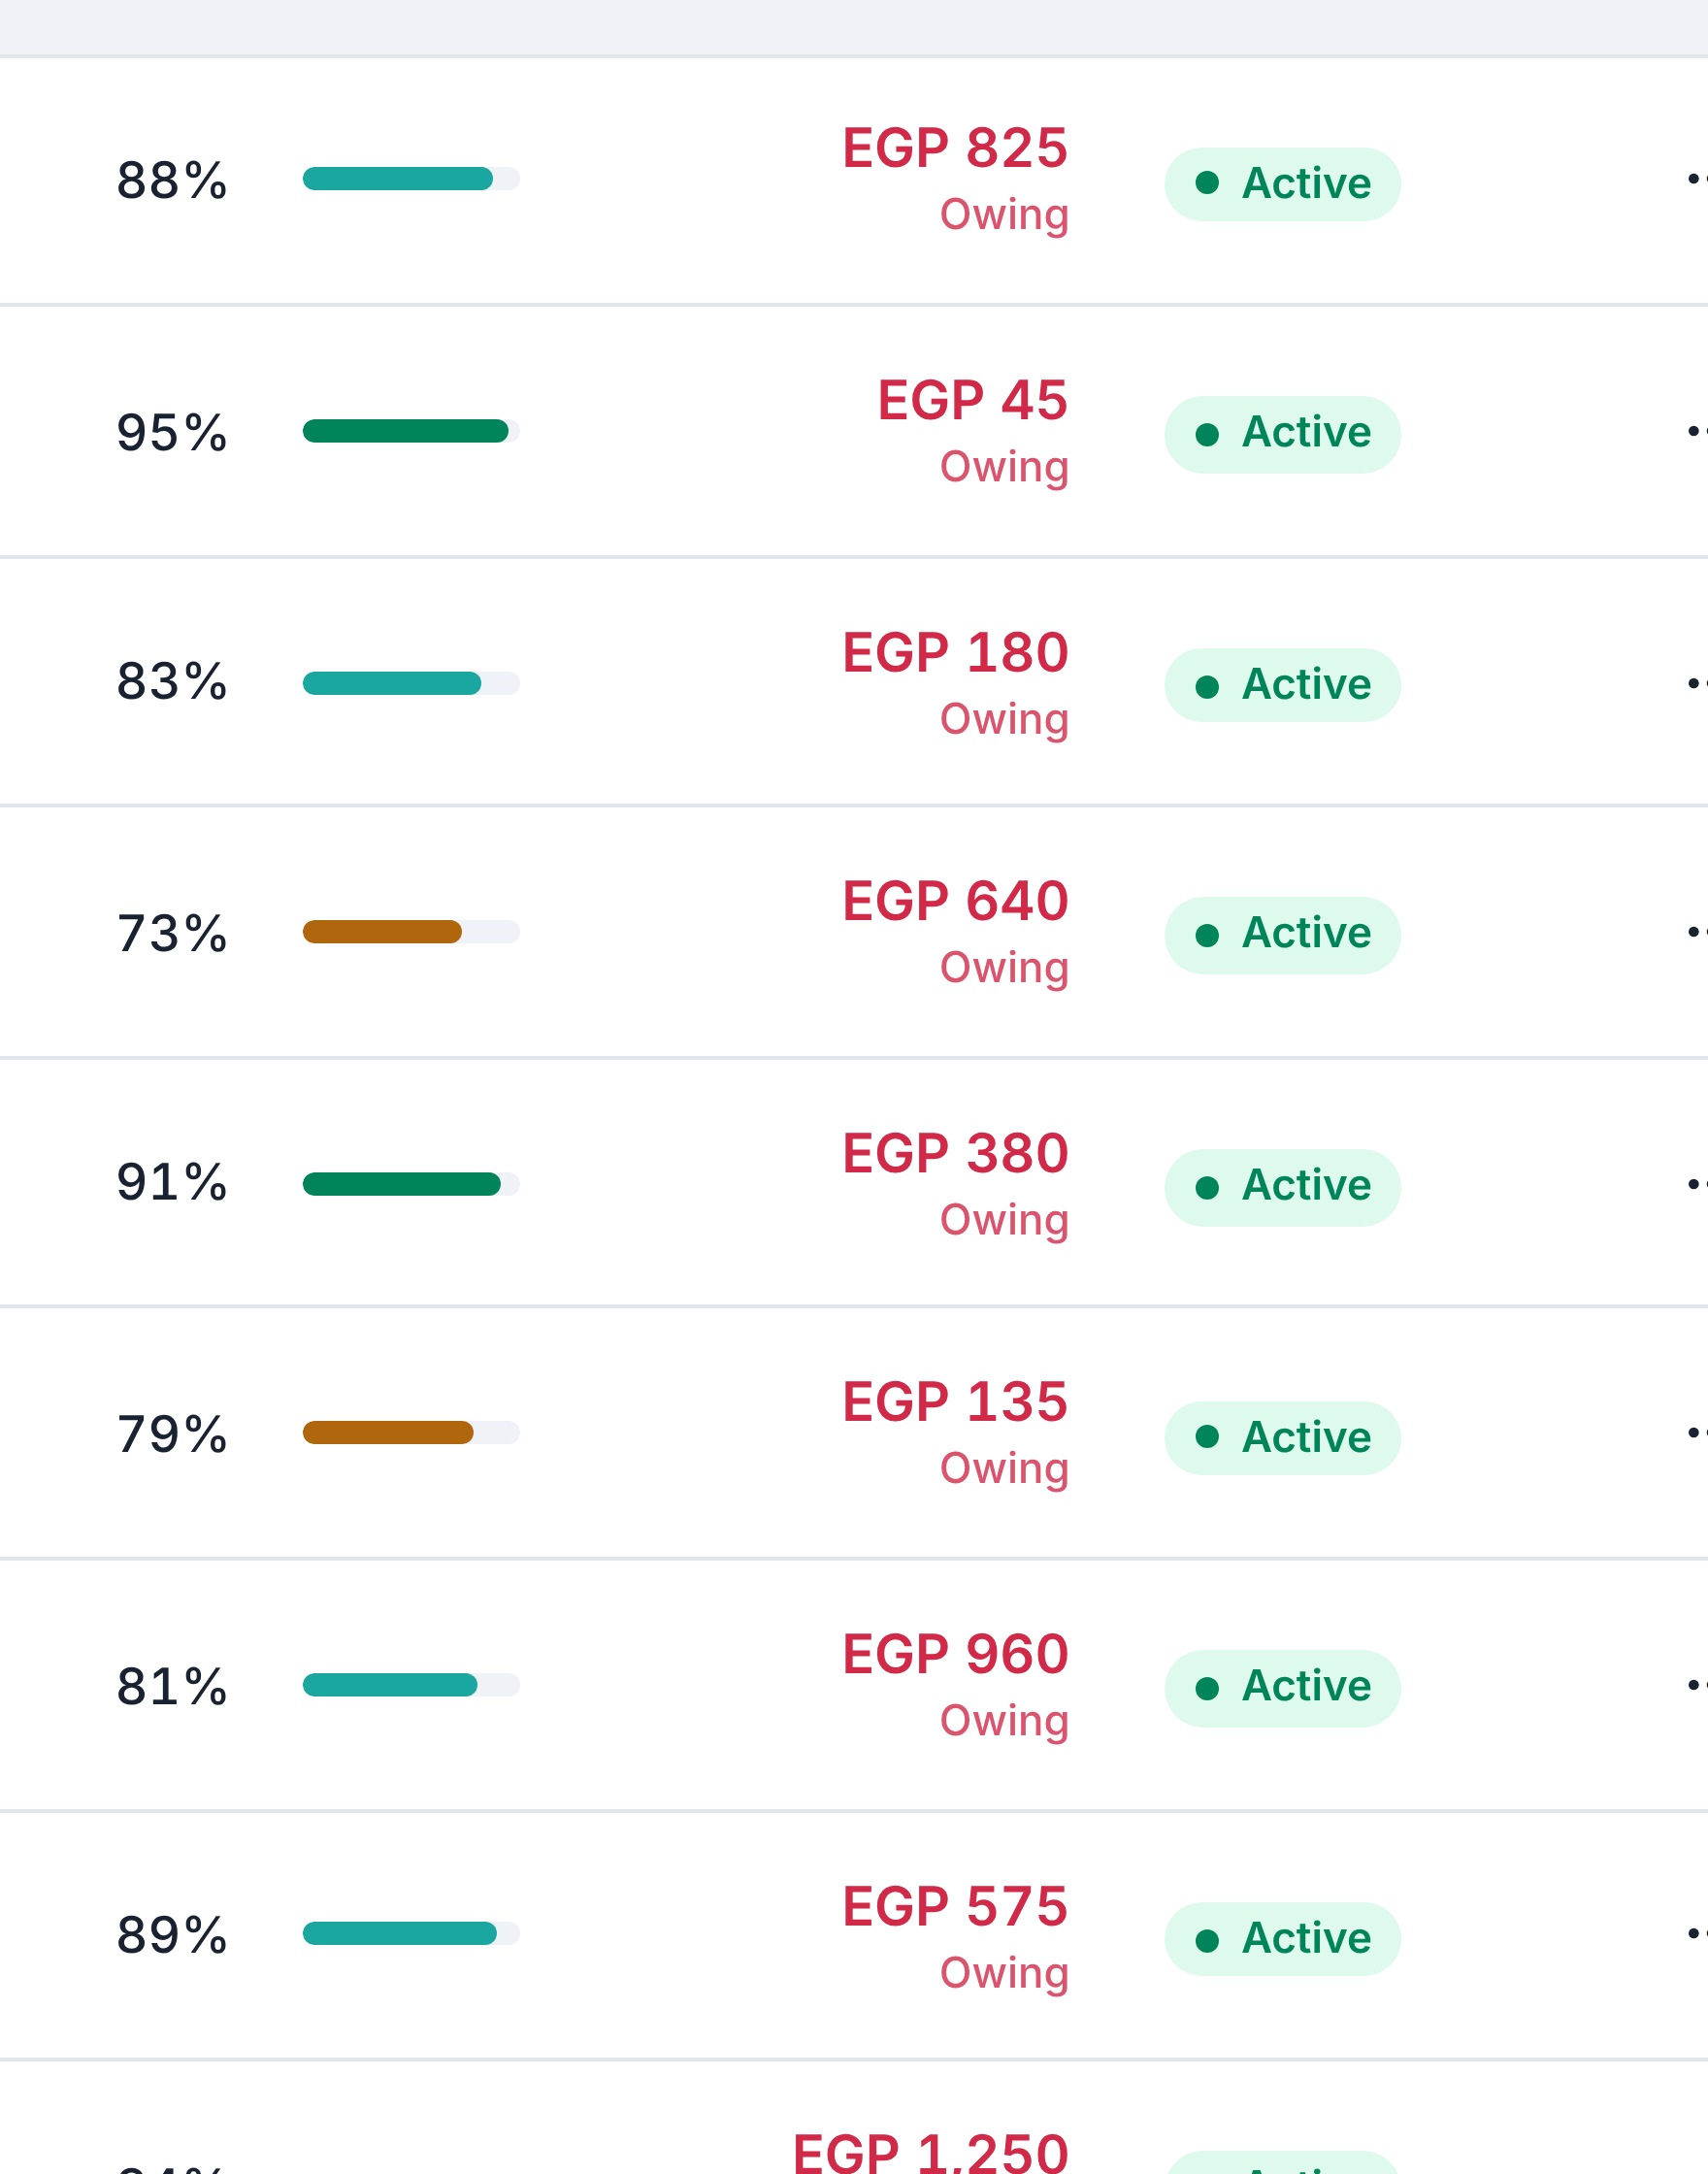 88% EGP 825 Active
Owing
95% EGP 45 Active
Owing
83% EGP 180 Active
Owing
73% EGP 640 Active
Owing
91% EGP 380 Active
Owing
79% EGP 135 Active
Owing
81% EGP 960 Active
Owing
89% EGP 575 Active
Owing
EGP 1,250